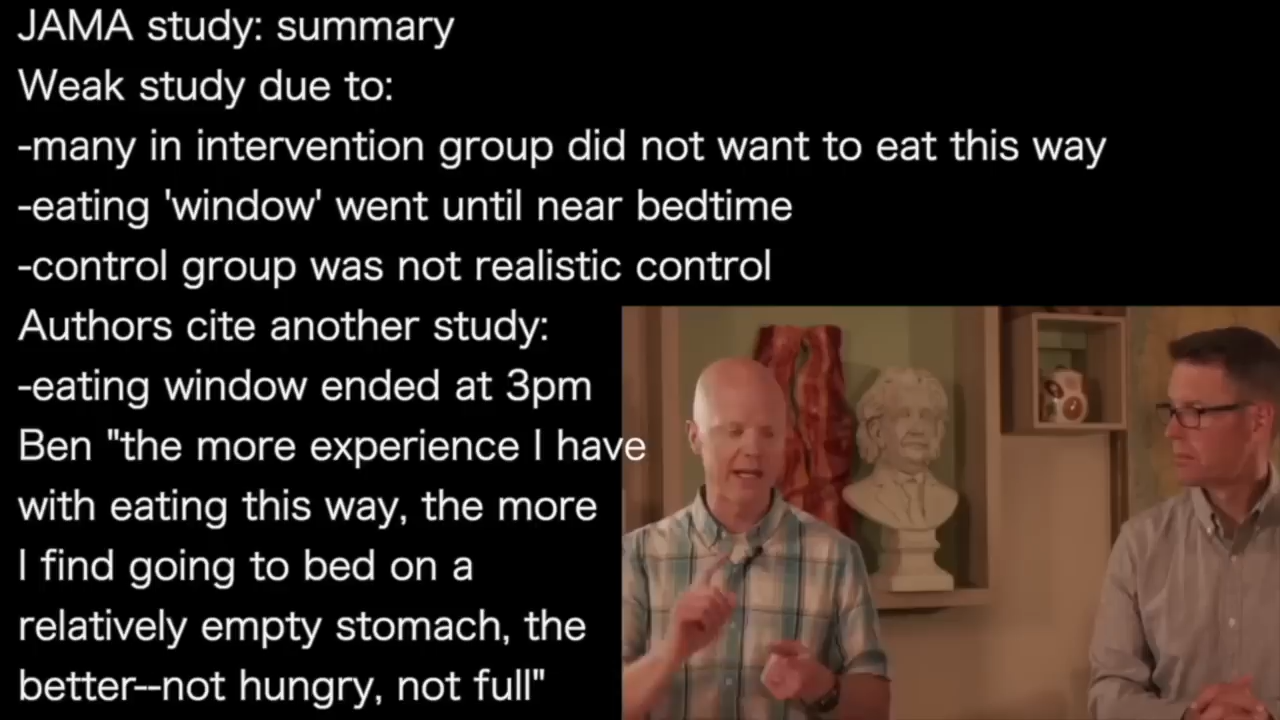 JAMA study: summary
Weak study due to:
-many in intervention group did not want to eat this way
-eating 'window' went until near bedtime
-control group was not realistic control
Authors cite another study:
-eating window ended at 3pm
Ben "the more experience I have
with eating this way, the more
I find going to bed on a
relatively empty stomach, the
better--not hungry, not full"